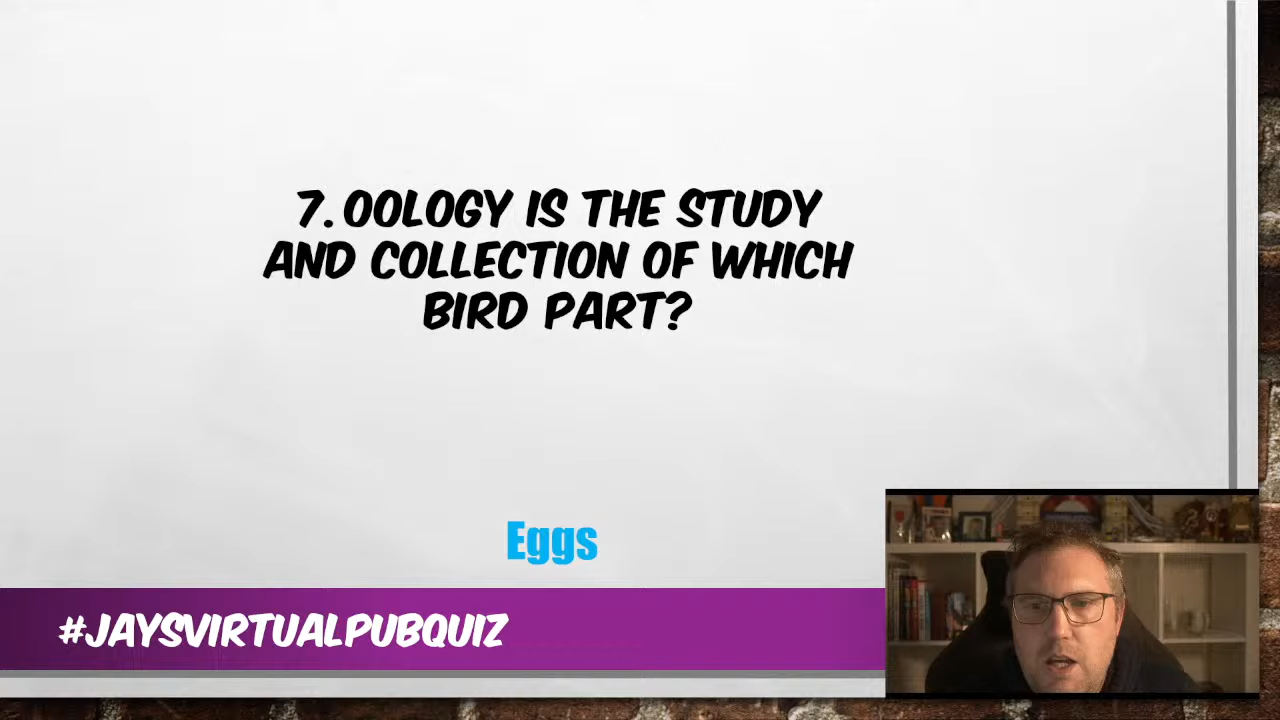 7. OOLOGY IS THE STUDY
AND COLLECTION OF WHICH
BIRD PART?
Eggs
#JAYSVIRTUALPUBQUIZ